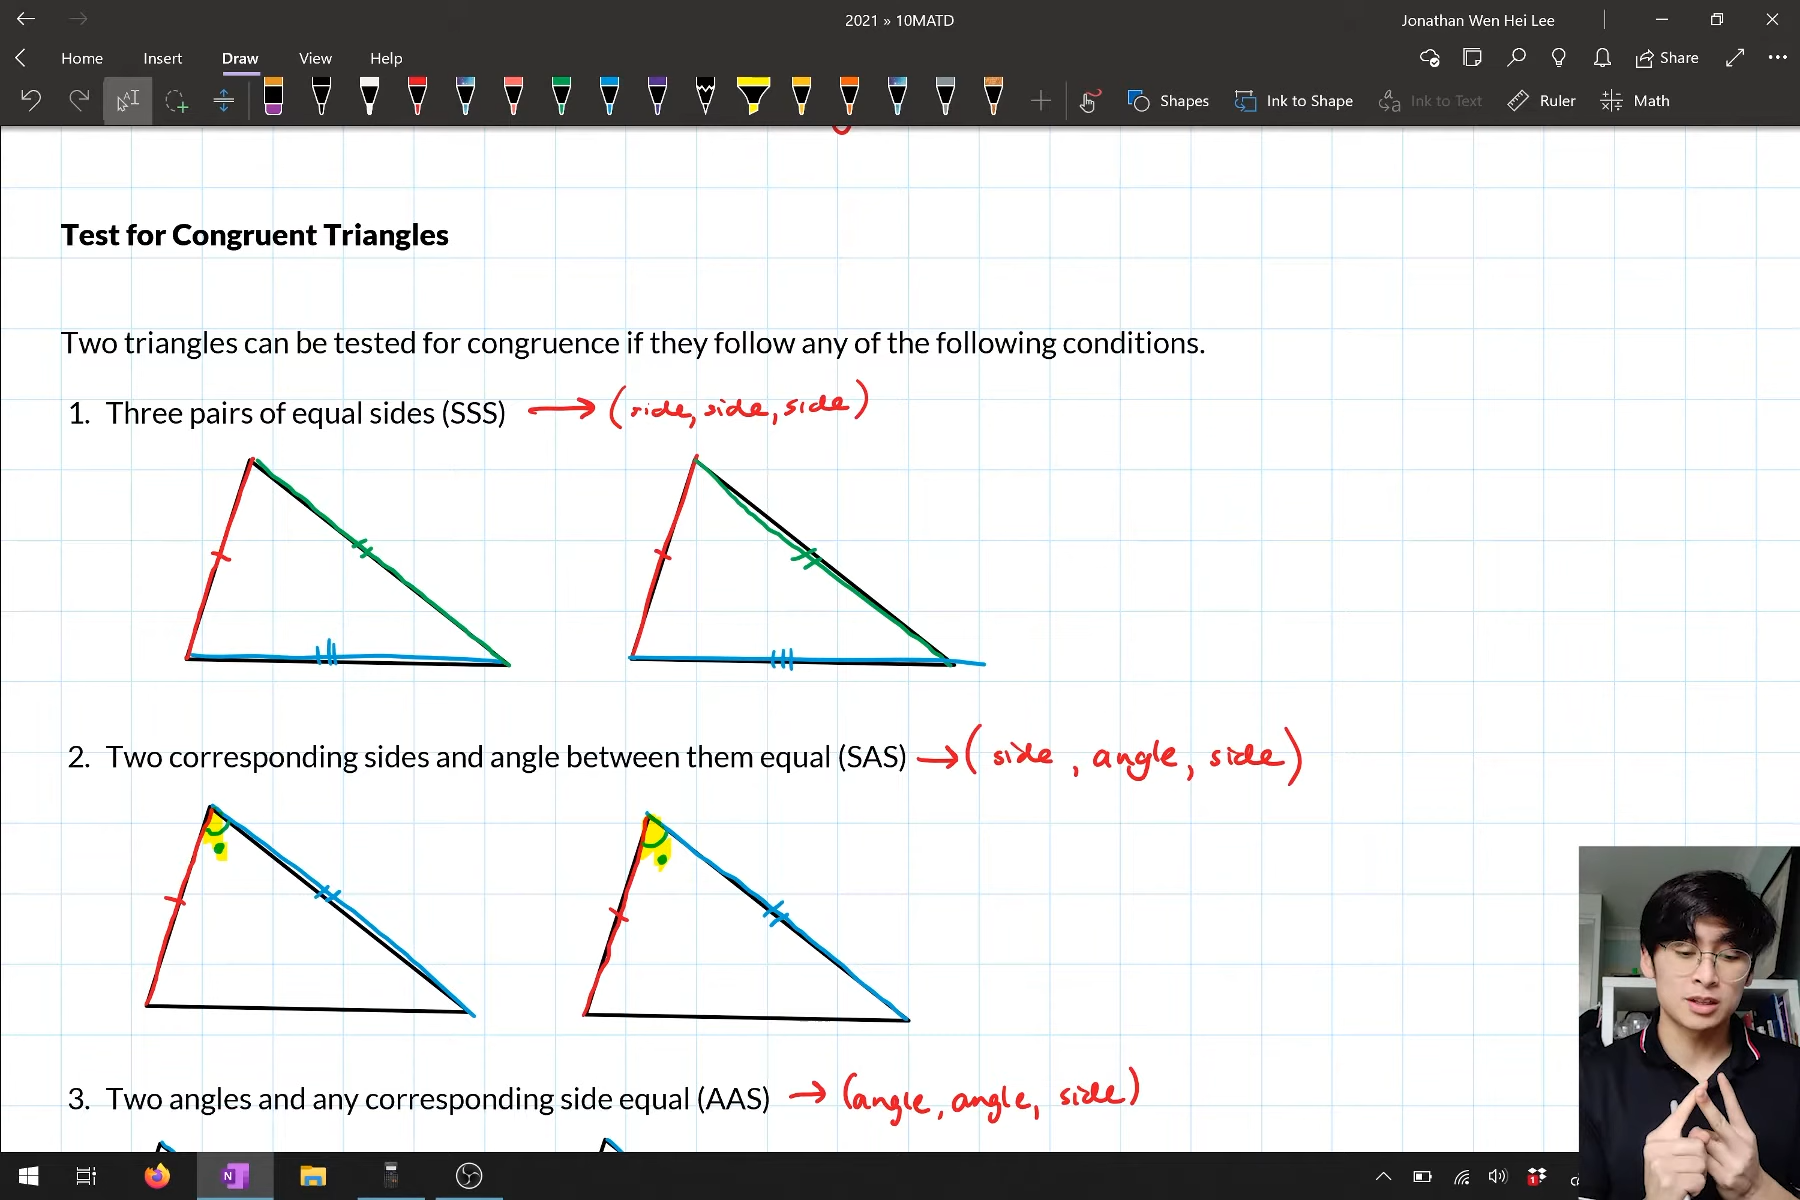 2021 » 10MATD
Jonathan Wen Hei Lee
Home Insert Draw View Help
Share
Shapes Ink to Shape Ink to Text Ruler Math
Test for Congruent Triangles
Two triangles can be tested for congruence if they follow any of the following conditions.
1. Three pairs of equal sides (SSS) → (side, side, side)
2. Two corresponding sides and angle between them equal (SAS) → (side, angle, side)
3. Two angles and any corresponding side equal (AAS) → (angle, angle, side)